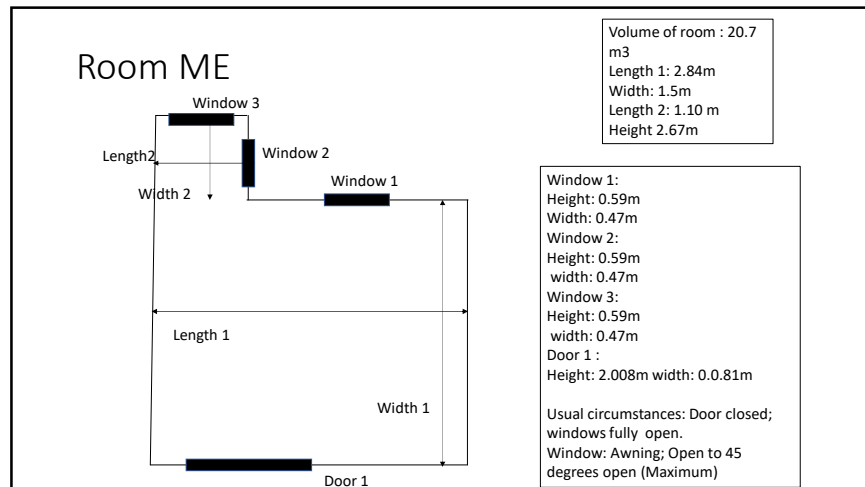 Room ME
Window 3
Length2
Window 2
Width 2
Window 1
Length 1
Width 1
Door 1
Volume of room : 20.7
m3
Length 1: 2.84m
Width: 1.5m
Length 2: 1.10 m
Height 2.67m
Window 1:
Height: 0.59m
Width: 0.47m
Window 2:
Height: 0.59m
width: 0.47m
Window 3:
Height: 0.59m
width: 0.47m
Door 1 :
Height: 2.008m width: 0.0.81m
Usual circumstances: Door closed;
windows fully open.
Window: Awning; Open to 45
degrees open (Maximum)